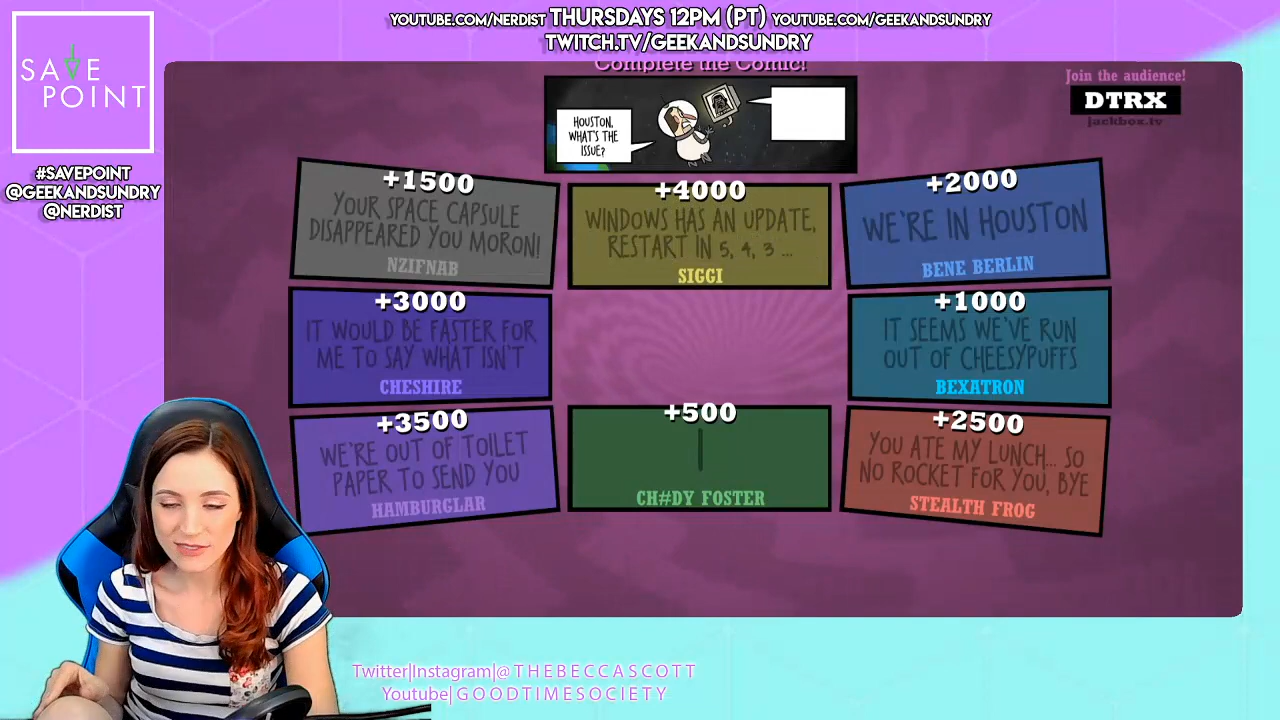 YOUTUBE.COM/NERDIST THURSDAYS 12PM (PT) YOUTUBE.COM/GEEKANDSUNDRY
TWITCH.TV/GEEKANDSUNDRY
SAVE
POINT
#SAVEPOINT
@GEEKANDSUNDRY
@NERDIST
Complete the Comic!
Join the audience!
DTRX
jackbox.tv
HOUSTON,
WHAT'S THE
ISSUE?
+1500
YOUR SPACE CAPSULE
DISAPPEARED YOU MORON!
NZIFNAB
+4000
WINDOWS HAS AN UPDATE,
RESTART IN 5, 4, 3 ...
SIGGI
+2000
WE'RE IN HOUSTON
BENE BERLIN
+3000
IT WOULD BE FASTER FOR
ME TO SAY WHAT ISN'T
CHESHIRE
+1000
IT SEEMS WE'VE RUN
OUT OF CHEESYPUFFS
BEXATRON
+3500
WE'RE OUT OF TOILET
PAPER TO SEND YOU
HAMBURGLAR
+500
I
CH#DY FOSTER
+2500
YOU ATE MY LUNCH... SO
NO ROCKET FOR YOU, BYE
STEALTH FROG
Twitter|Instagram|@THEBECCASCOTT
Youtube|GOODTIMESOCIETY